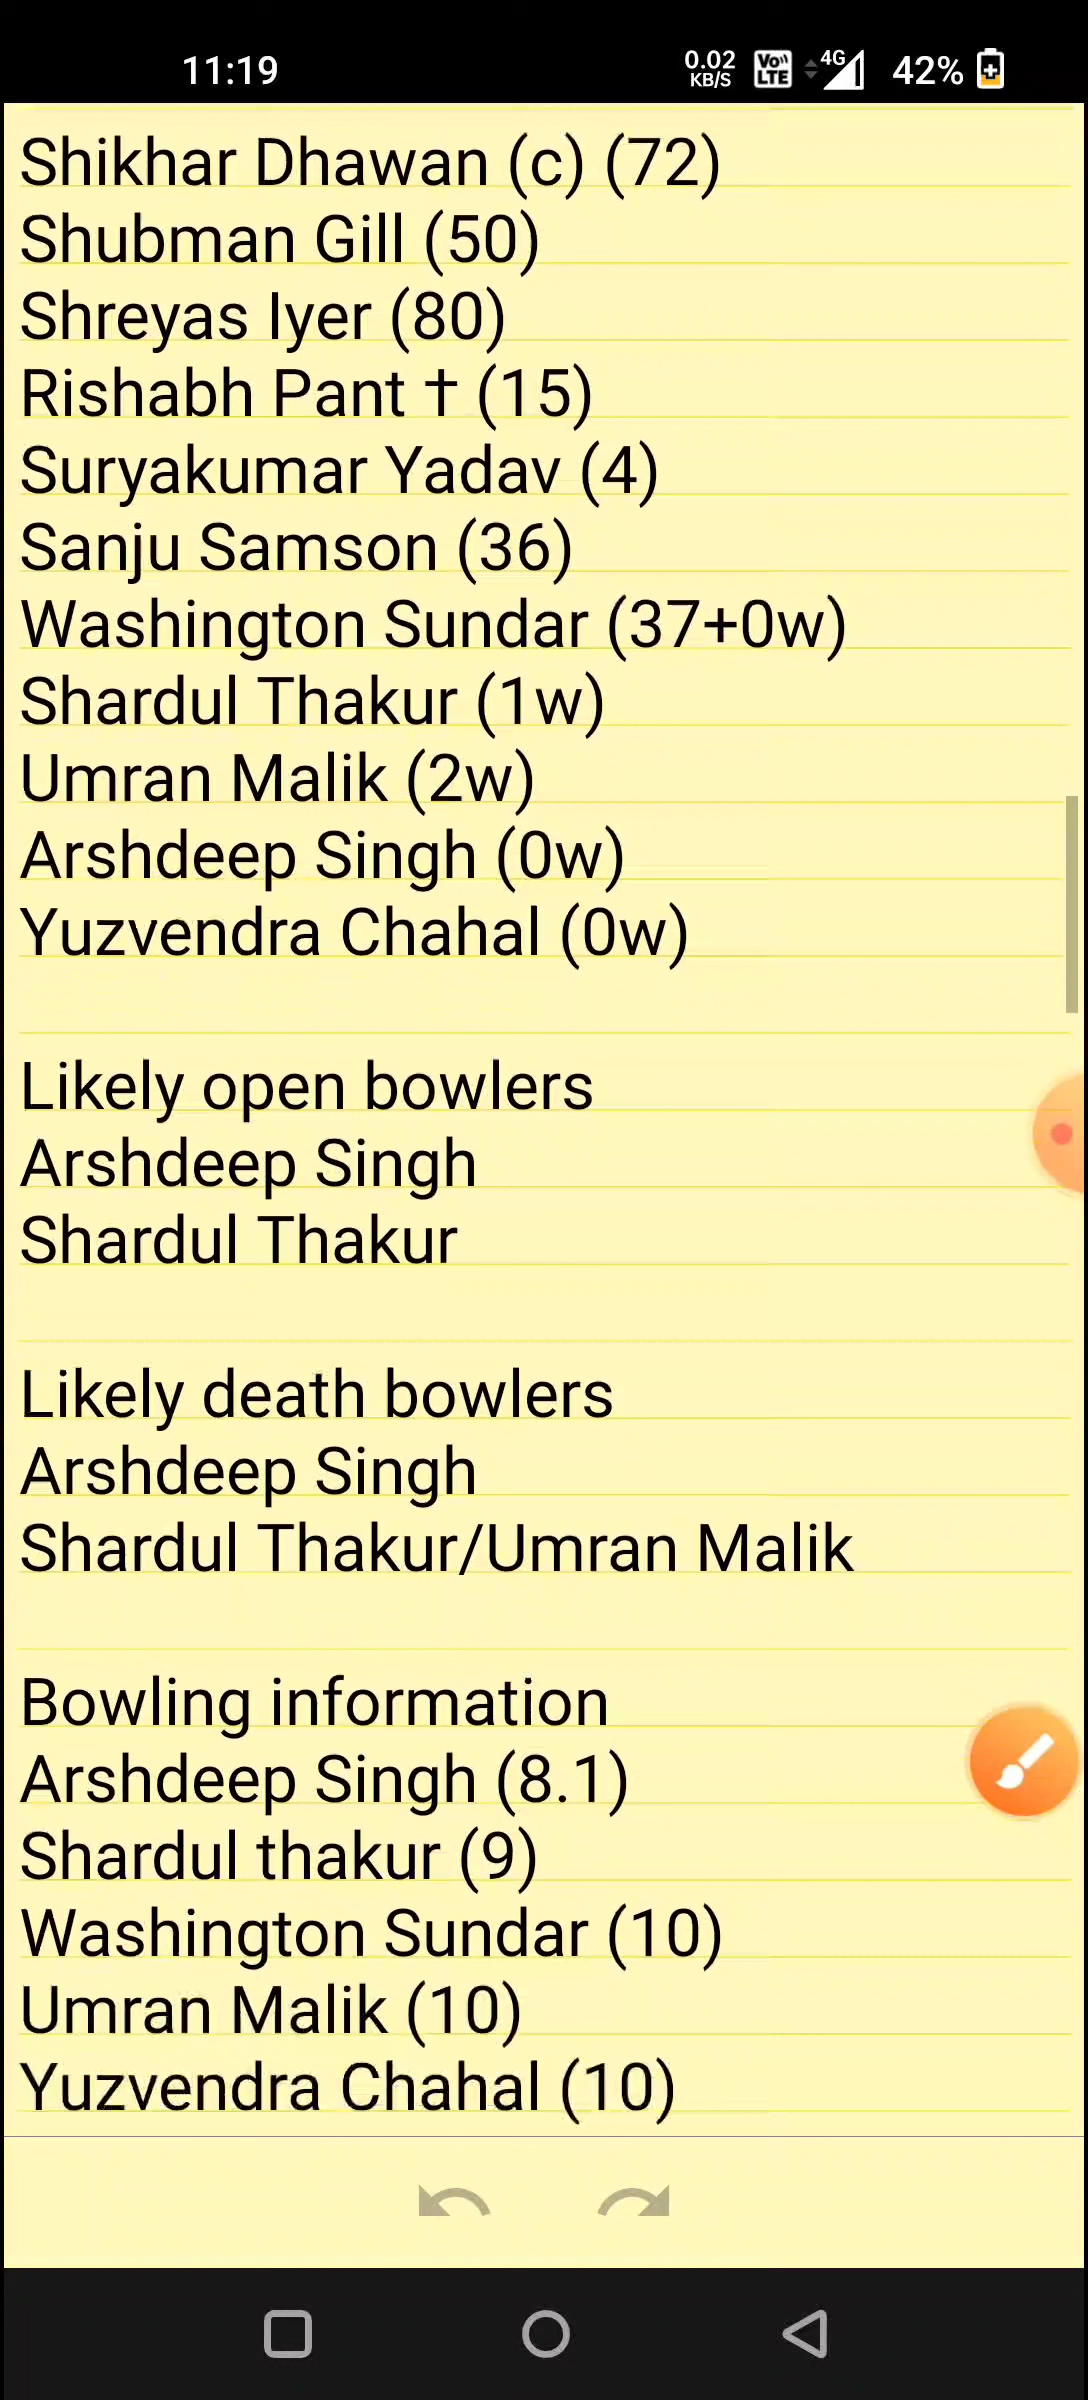 11:19
0.02 KB/S
Vo)) LTE
4G
42%
Shikhar Dhawan (c) (72)
Shubman Gill (50)
Shreyas Iyer (80)
Rishabh Pant † (15)
Suryakumar Yadav (4)
Sanju Samson (36)
Washington Sundar (37+0w)
Shardul Thakur (1w)
Umran Malik (2w)
Arshdeep Singh (0w)
Yuzvendra Chahal (0w)
Likely open bowlers
Arshdeep Singh
Shardul Thakur
Likely death bowlers
Arshdeep Singh
Shardul Thakur/Umran Malik
Bowling information
Arshdeep Singh (8.1)
Shardul thakur (9)
Washington Sundar (10)
Umran Malik (10)
Yuzvendra Chahal (10)